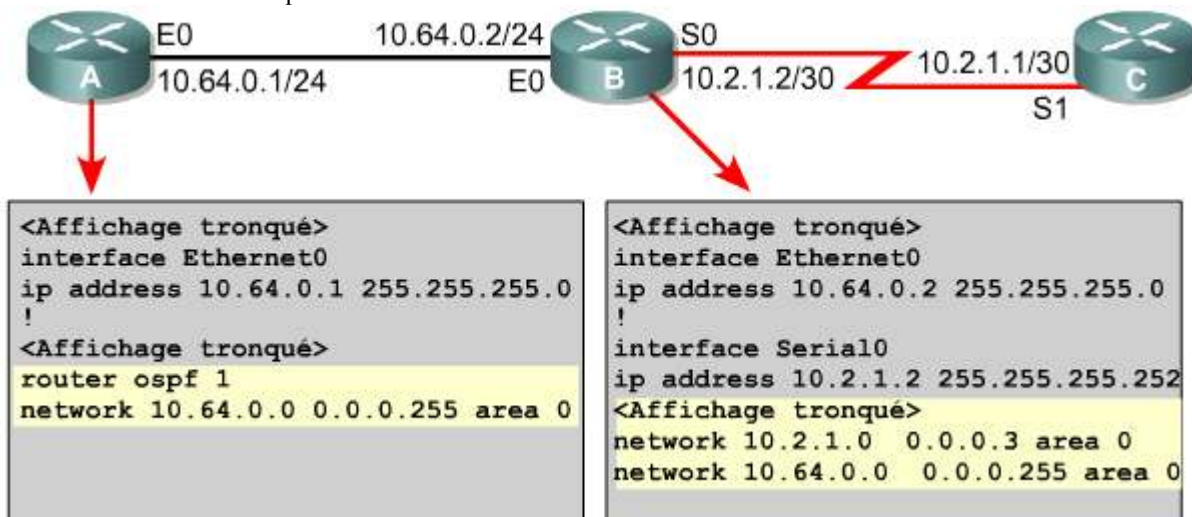 E0
10.64.0.2/24
S0
10.2.1.1/30
A
10.64.0.1/24
E0
B
10.2.1.2/30
C
S1
<Affichage tronqué>
interface Ethernet0
ip address 10.64.0.1 255.255.255.0
!
<Affichage tronqué>
router ospf 1
network 10.64.0.0 0.0.0.255 area 0
<Affichage tronqué>
interface Ethernet0
ip address 10.64.0.2 255.255.255.0
!
interface Serial0
ip address 10.2.1.2 255.255.255.252
<Affichage tronqué>
network 10.2.1.0 0.0.0.3 area 0
network 10.64.0.0 0.0.0.255 area 0